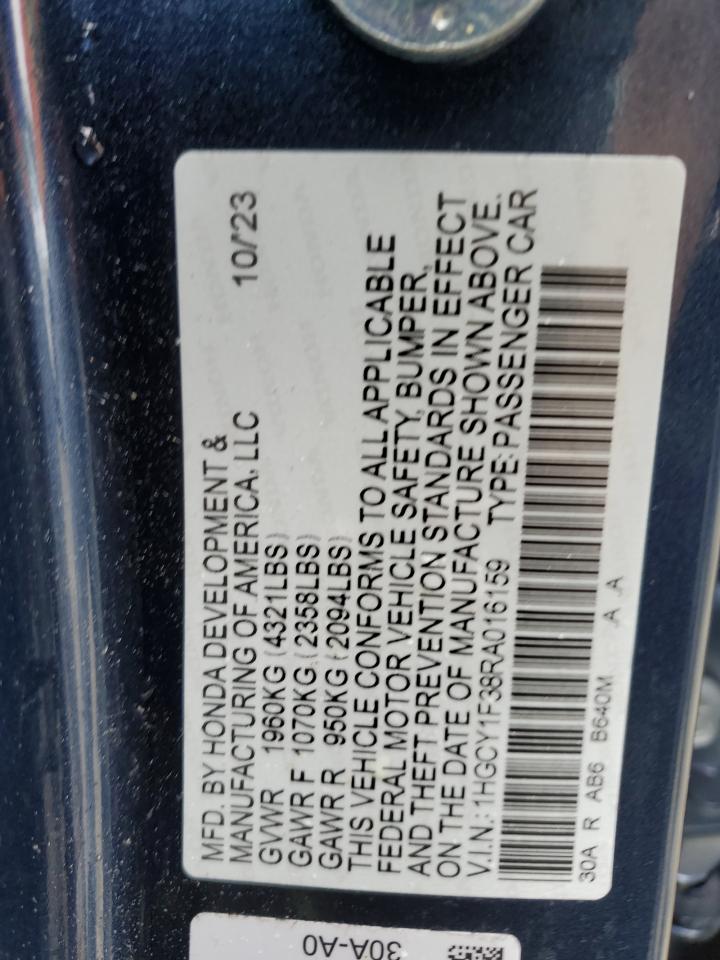 MFD. BY HONDA DEVELOPMENT & 10/'23
MANUFACTURING OF AMERICA, LLC
GVWR 1960KG (4321LBS)
GAWR F 1070KG (2358LBS)
GAWR R 950KG (2094LBS)
THIS VEHICLE CONFORMS TO ALL APPLICABLE
FEDERAL MOTOR VEHICLE SAFETY, BUMPER,
AND THEFT PREVENTION STANDARDS IN EFFECT
ON THE DATE OF MANUFACTURE SHOWN ABOVE.
V.I.N.: 1HGCY1F38RA016159 TYPE: PASSENGER CAR
30A R AB6 B640M A A
30A-A0